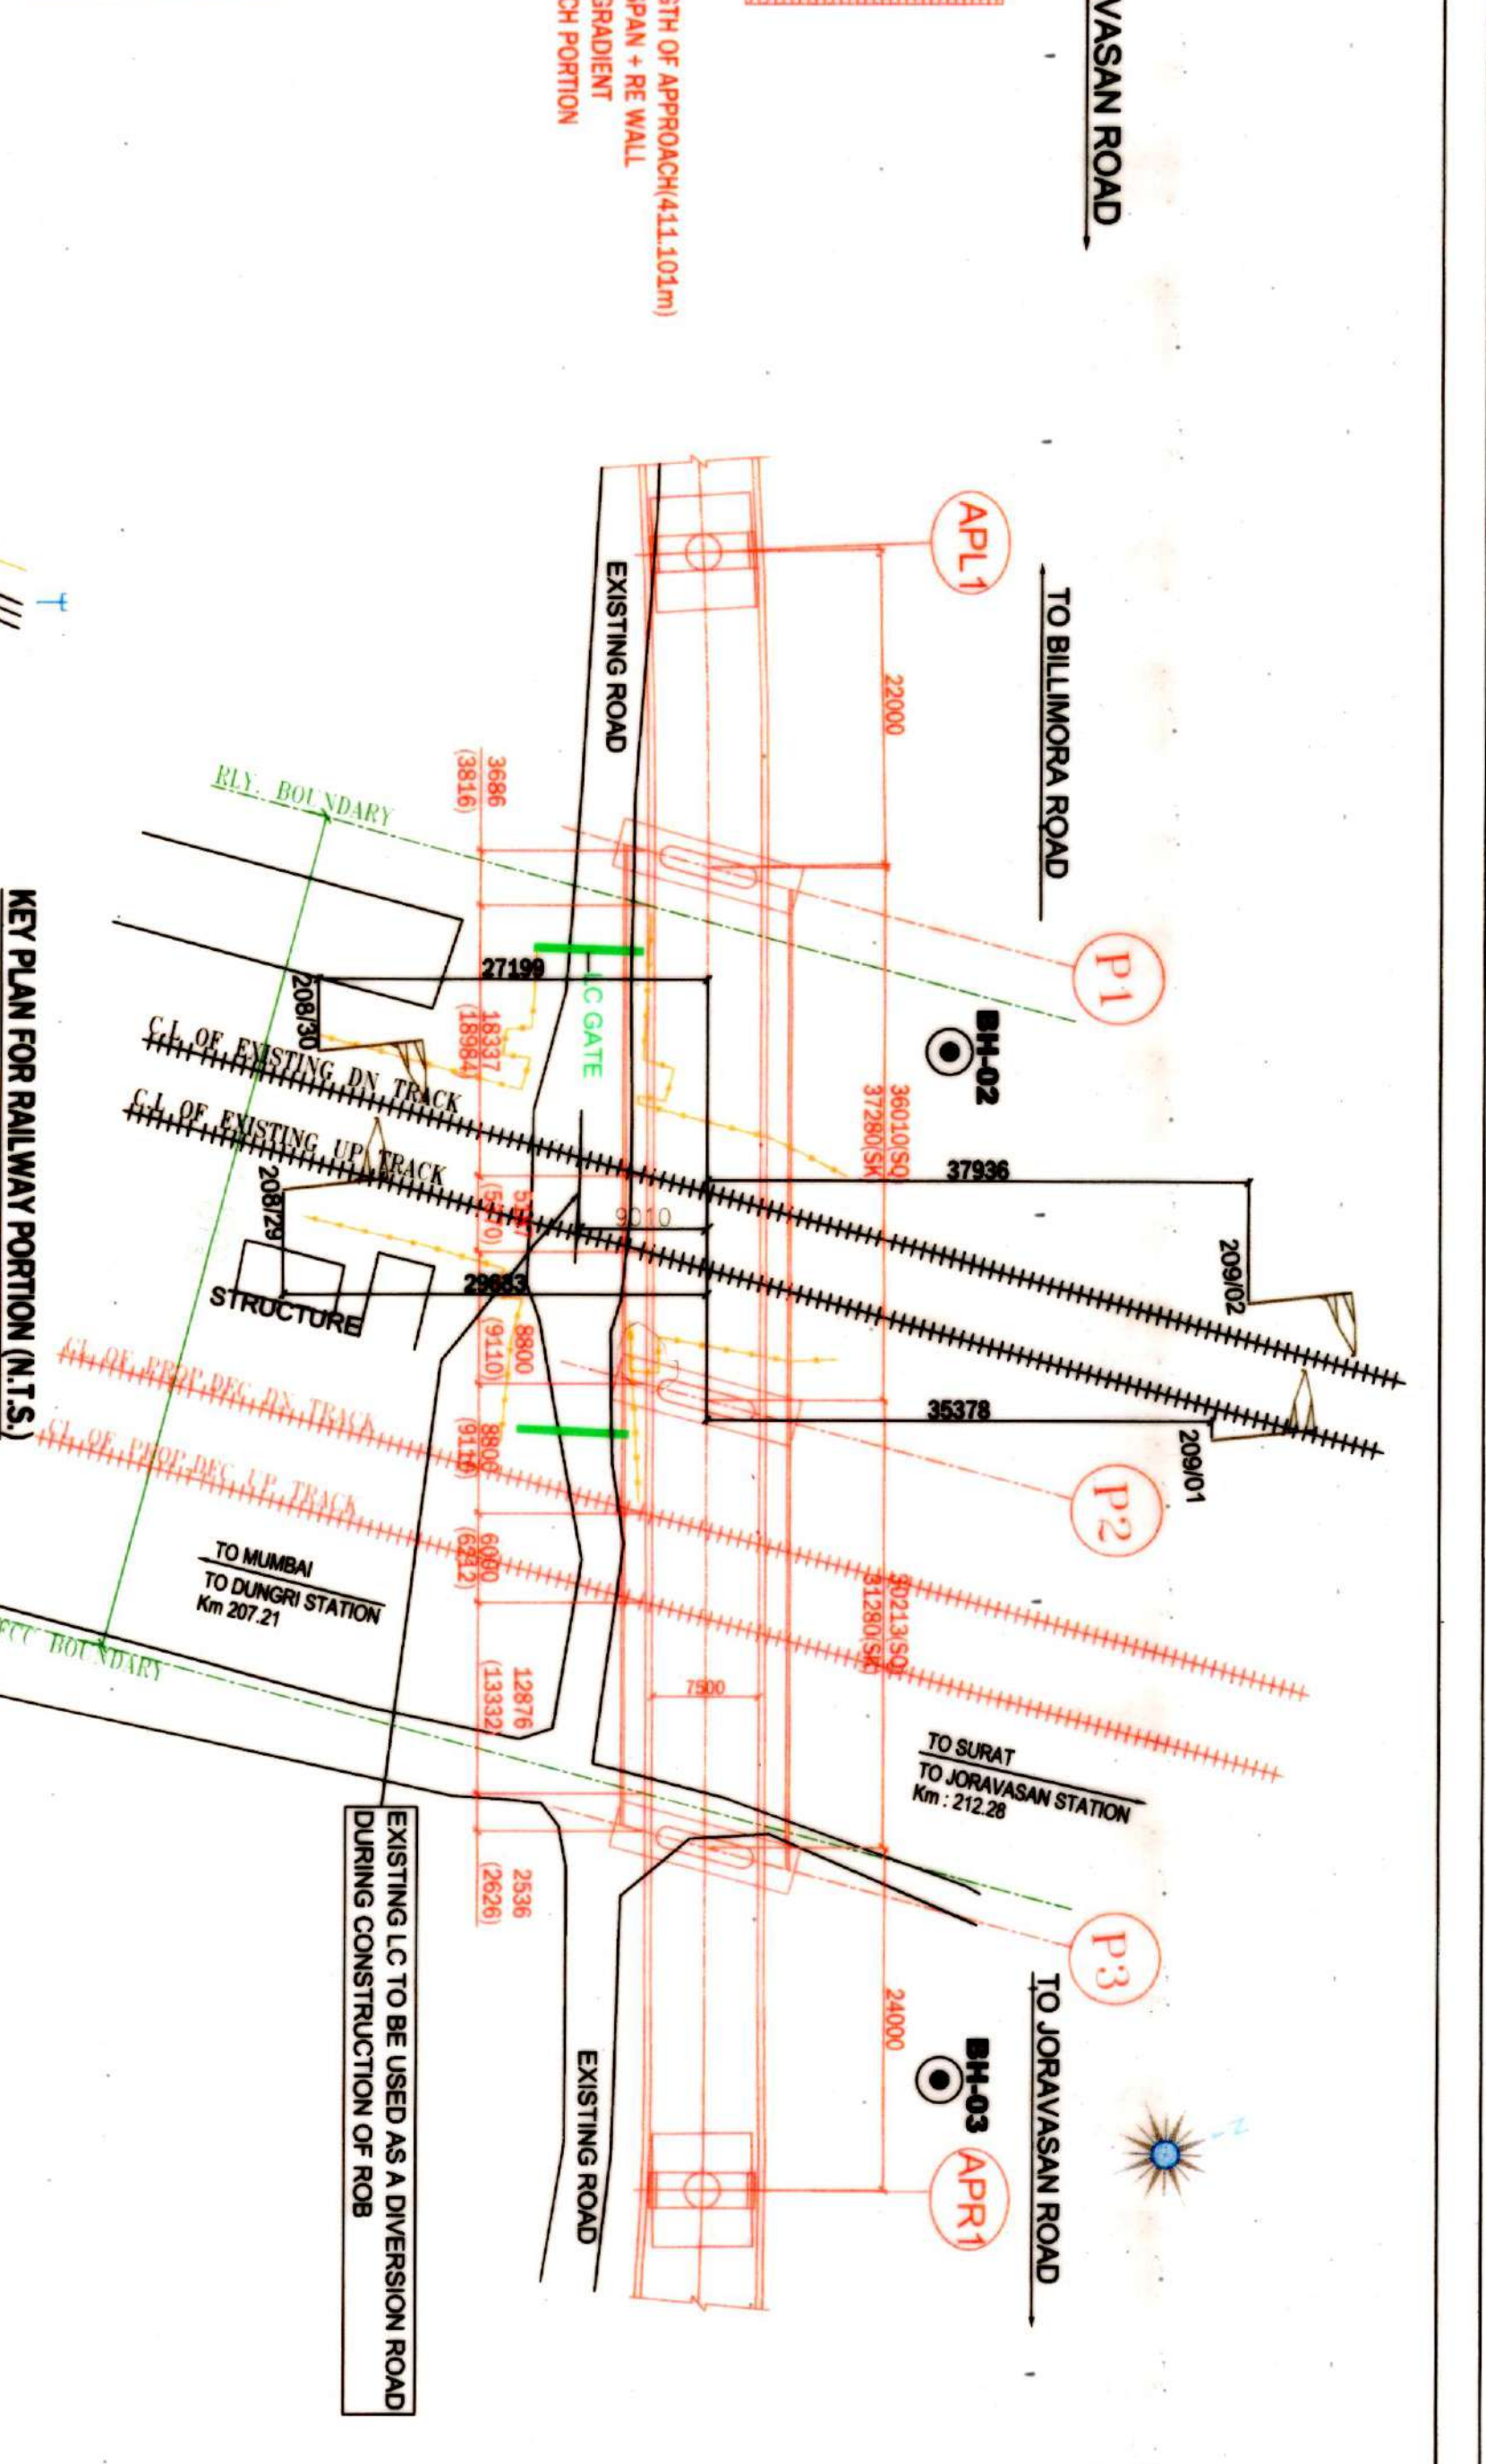 VASAN ROAD
GTH OF APPROACH(411.101m)
SPAN + RE WALL
GRADIENT
CH PORTION
TO BILLIMORA ROAD
TO JORAVASAN ROAD
APL1
P1
P2
P3
APR1
BH-02
BH-03
22000
36010(SQ)
37280(SK)
30213(SQ)
31280(SK)
24000
37936
209/02
35378
209/01
EXISTING ROAD
EXISTING ROAD
LC GATE
9010
7500
27199
29683
3686
(3816)
18337
(18984)
8800
(9110)
8800
6000
(6212)
12876
(13332)
2536
(2626)
RLY. BOUNDARY
208/30
C.L. OF EXISTING DN TRACK
C.L. OF EXISTING UP TRACK
208/29
STRUCTURE
CL OF PROP.DFC DN TRACK
CL OF PROP.DFC UP TRACK
TO MUMBAI
TO DUNGRI STATION
Km 207.21
TO SURAT
TO JORAVASAN STATION
Km : 212.28
BOUNDARY
EXISTING LC TO BE USED AS A DIVERSION ROAD
DURING CONSTRUCTION OF ROB
N
KEY PLAN FOR RAILWAY PORTION (N.T.S.)